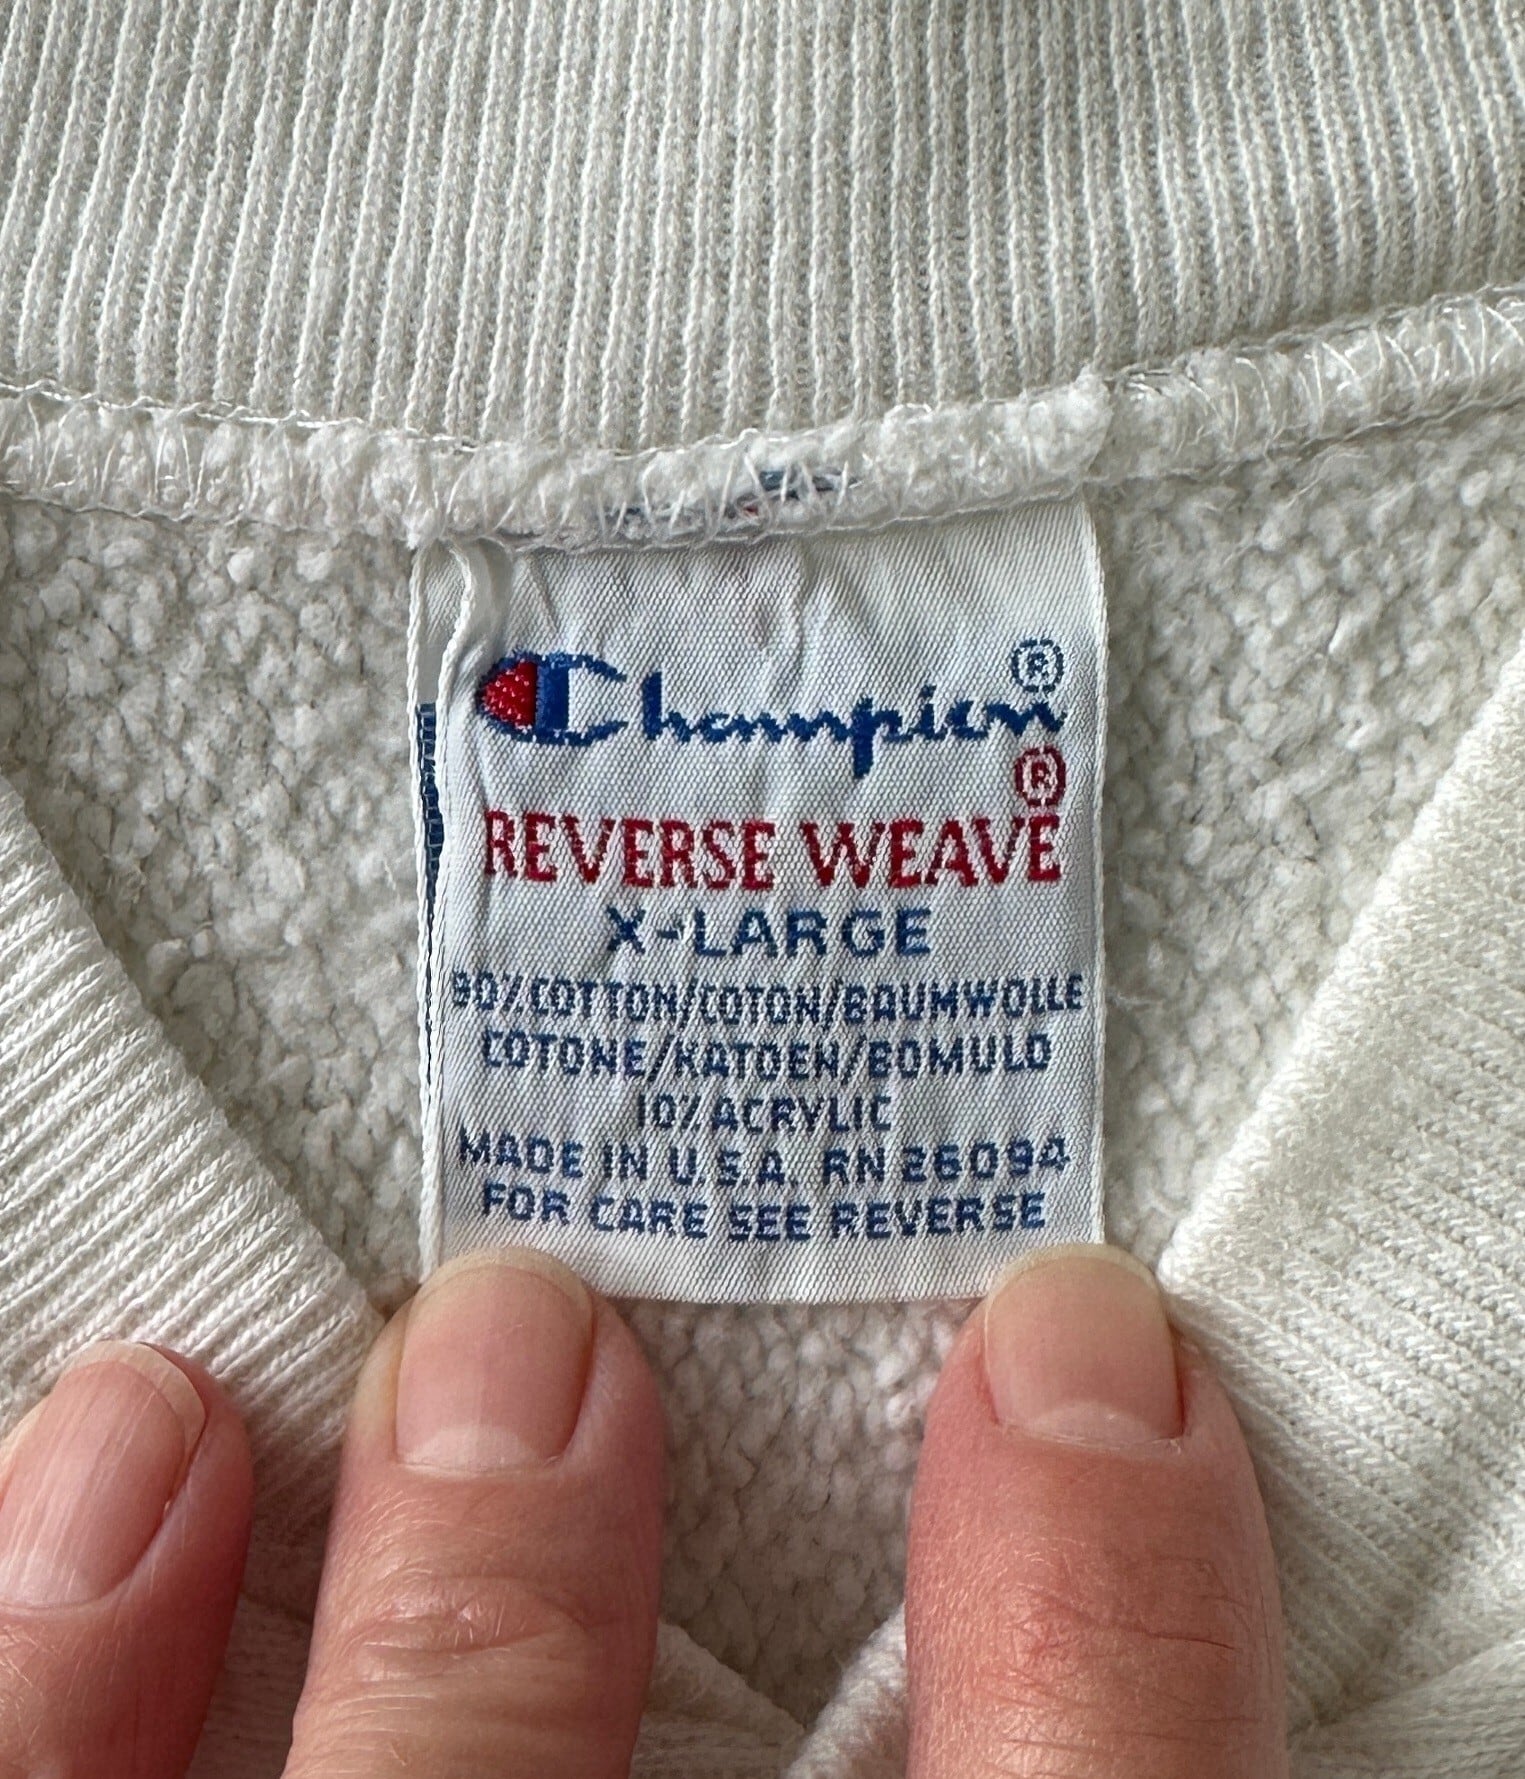 Champion®
REVERSE WEAVE®
X-LARGE
90%COTTON/COTON/BAUMWOLLE
COTONE/KATOEN/BOMULD
10%ACRYLIC
MADE IN U.S.A. RN 26094
FOR CARE SEE REVERSE